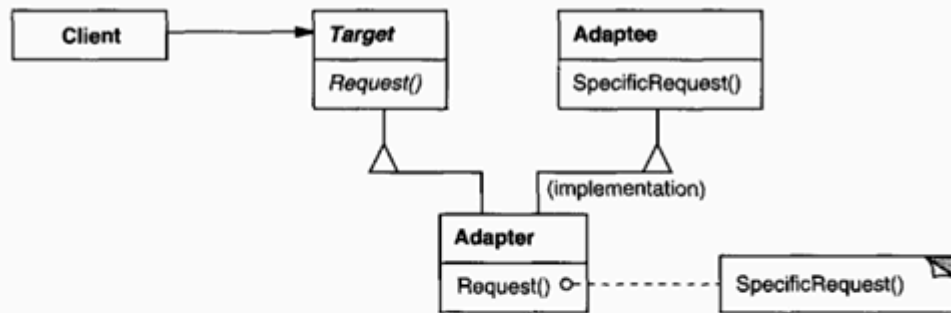 Client
Target
Adaptee
Request()
SpecificRequest()
(implementation)
Adapter
Request()
SpecificRequest()